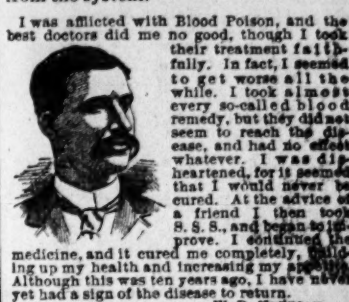 from the system.
I was afflicted with Blood Poison, and the
best doctors did me no good, though I took
their treatment faith-
fully. In fact, I seemed
to get worse all the
while. I took almost
every so-called blood
remedy, but they did not
seem to reach the dis-
ease, and had no effect
whatever. I was dis-
heartened, for it seemed
that I would never be
cured. At the advice of
a friend I then took
S. S. S., and began to im-
prove. I continued the
medicine, and it cured me completely, build-
ing up my health and increasing my appetite.
Although this was ten years ago, I have never
yet had a sign of the disease to return.